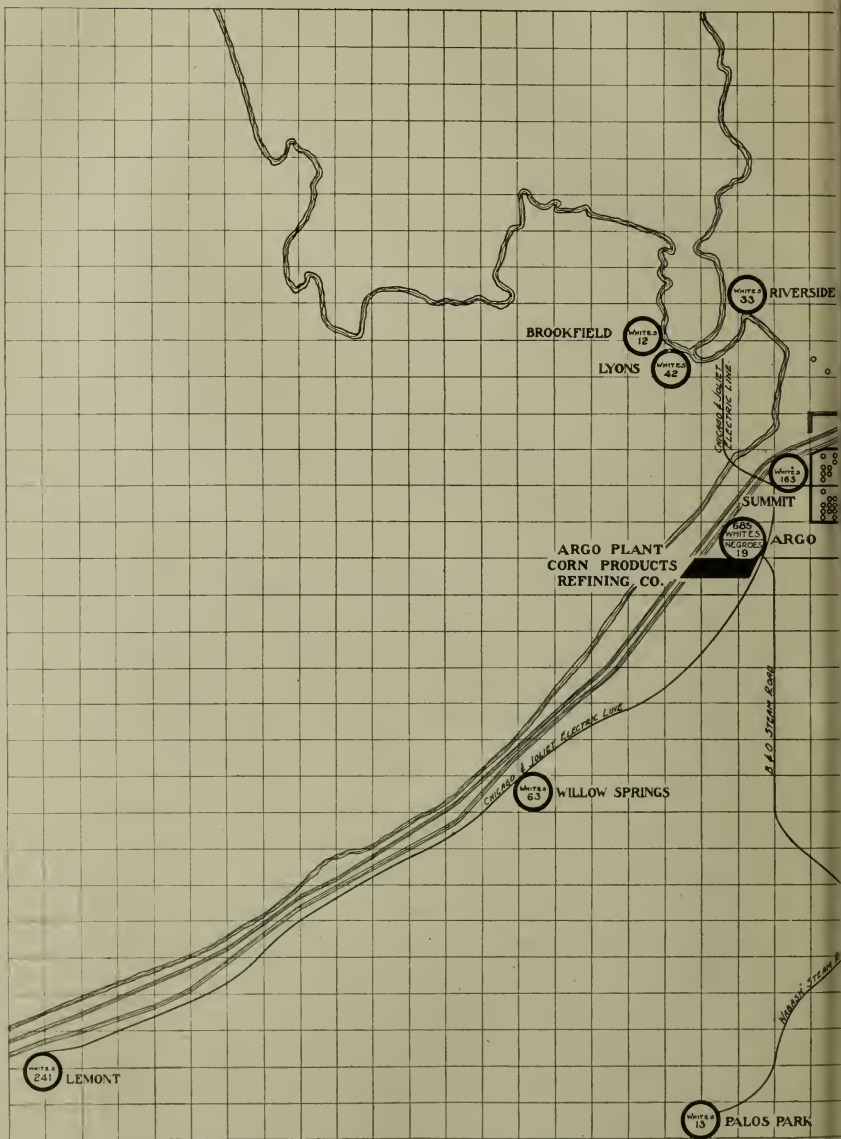 WHITES
33
RIVERSIDE
BROOKFIELD
WHITES
12
LYONS
WHITES
42
CHICAGO & JOLIET
ELECTRIC LINE.
WHITES
165
SUMMIT
685
WHITES
NEGROES
19
ARGO
ARGO PLANT
CORN PRODUCTS
REFINING CO.
B & O STEAM ROAD
CHICAGO & JOLIET ELECTRIC LINE
WHITES
63
WILLOW SPRINGS
WABASH STEAM
WHITES
241
LEMONT
WHITES
13
PALOS PARK